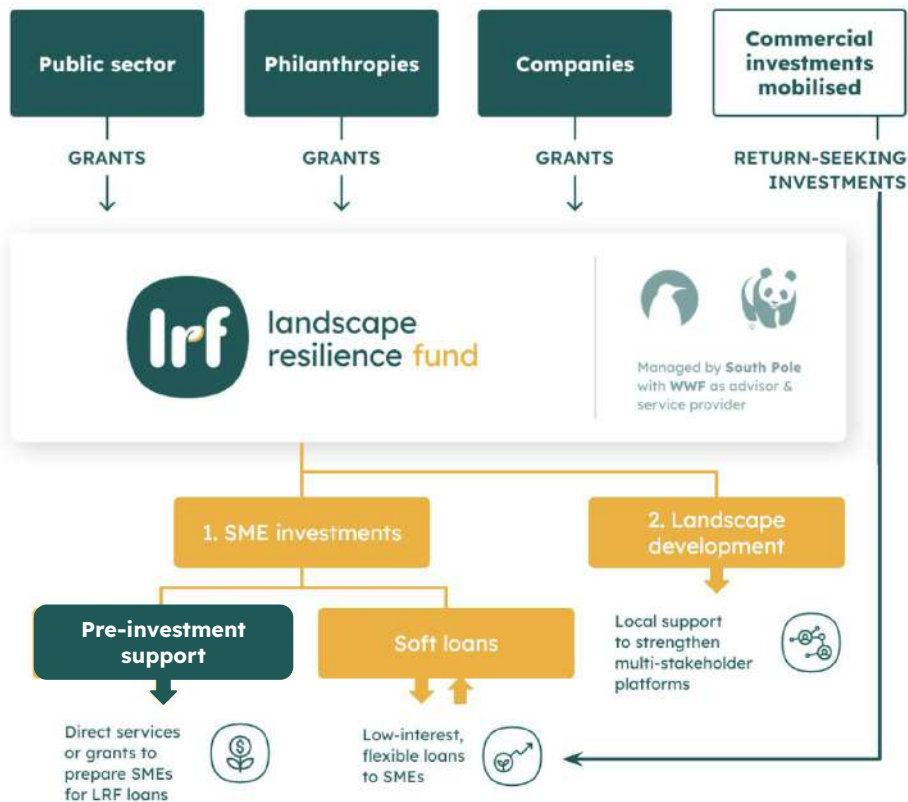 Public sector
Philanthropies
Companies
Commercial
investments
mobilised
GRANTS
GRANTS
GRANTS
RETURN-SEEKING
INVESTMENTS
lrf
landscape
resilience fund
Managed by South Pole
with WWF as advisor &
service provider
1. SME investments
2. Landscape
development
Pre-investment
support
Soft loans
Local support
to strengthen
multi-stakeholder
platforms
Direct services
or grants to
prepare SMEs
for LRF loans
$
Low-interest,
flexible loans
to SMEs